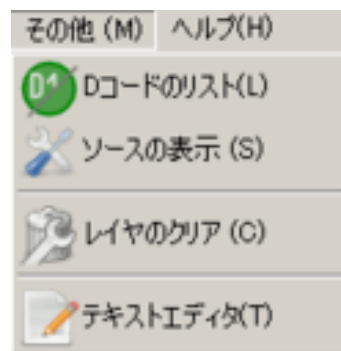 その他 (M) ヘルプ(H)
Dコードのリスト(L)
ソースの表示 (S)
レイヤのクリア (C)
テキストエディタ(T)